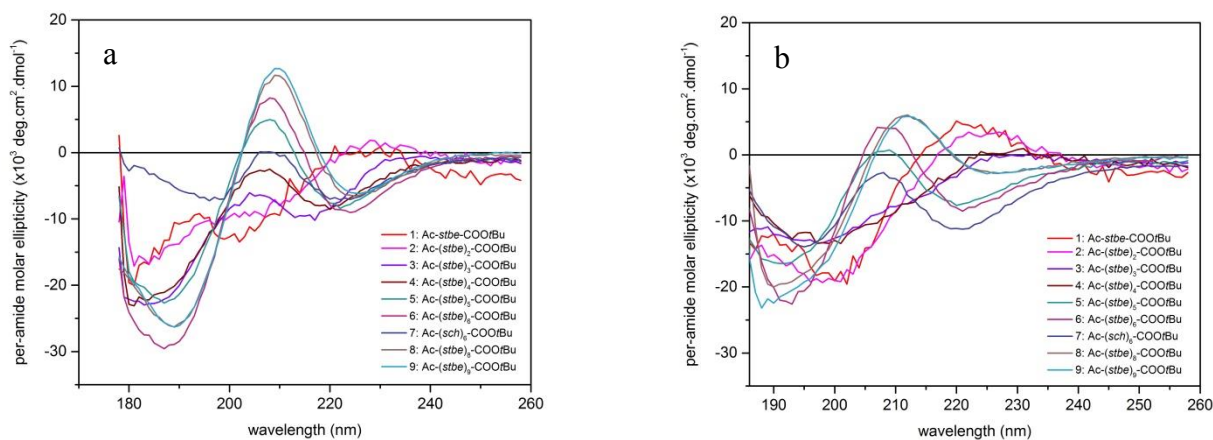 a
per-amide molar ellipticity (x10³ deg.cm².dmol⁻¹)
20
10
0
-10
-20
-30
180
200
220
240
260
wavelength (nm)
1: Ac-stbe-COOtBu
2: Ac-(stbe)₂-COOtBu
3: Ac-(stbe)₃-COOtBu
4: Ac-(stbe)₄-COOtBu
5: Ac-(stbe)₅-COOtBu
6: Ac-(stbe)₆-COOtBu
7: Ac-(sch)₆-COOtBu
8: Ac-(stbe)₈-COOtBu
9: Ac-(stbe)₉-COOtBu
b
per-amide molar ellipticity (x10³ deg.cm².dmol⁻¹)
20
10
0
-10
-20
-30
190
200
210
220
230
240
250
260
wavelength (nm)
1: Ac-stbe-COOtBu
2: Ac-(stbe)₂-COOtBu
3: Ac-(stbe)₃-COOtBu
4: Ac-(stbe)₄-COOtBu
5: Ac-(stbe)₅-COOtBu
6: Ac-(stbe)₆-COOtBu
7: Ac-(sch)₆-COOtBu
8: Ac-(stbe)₈-COOtBu
9: Ac-(stbe)₉-COOtBu